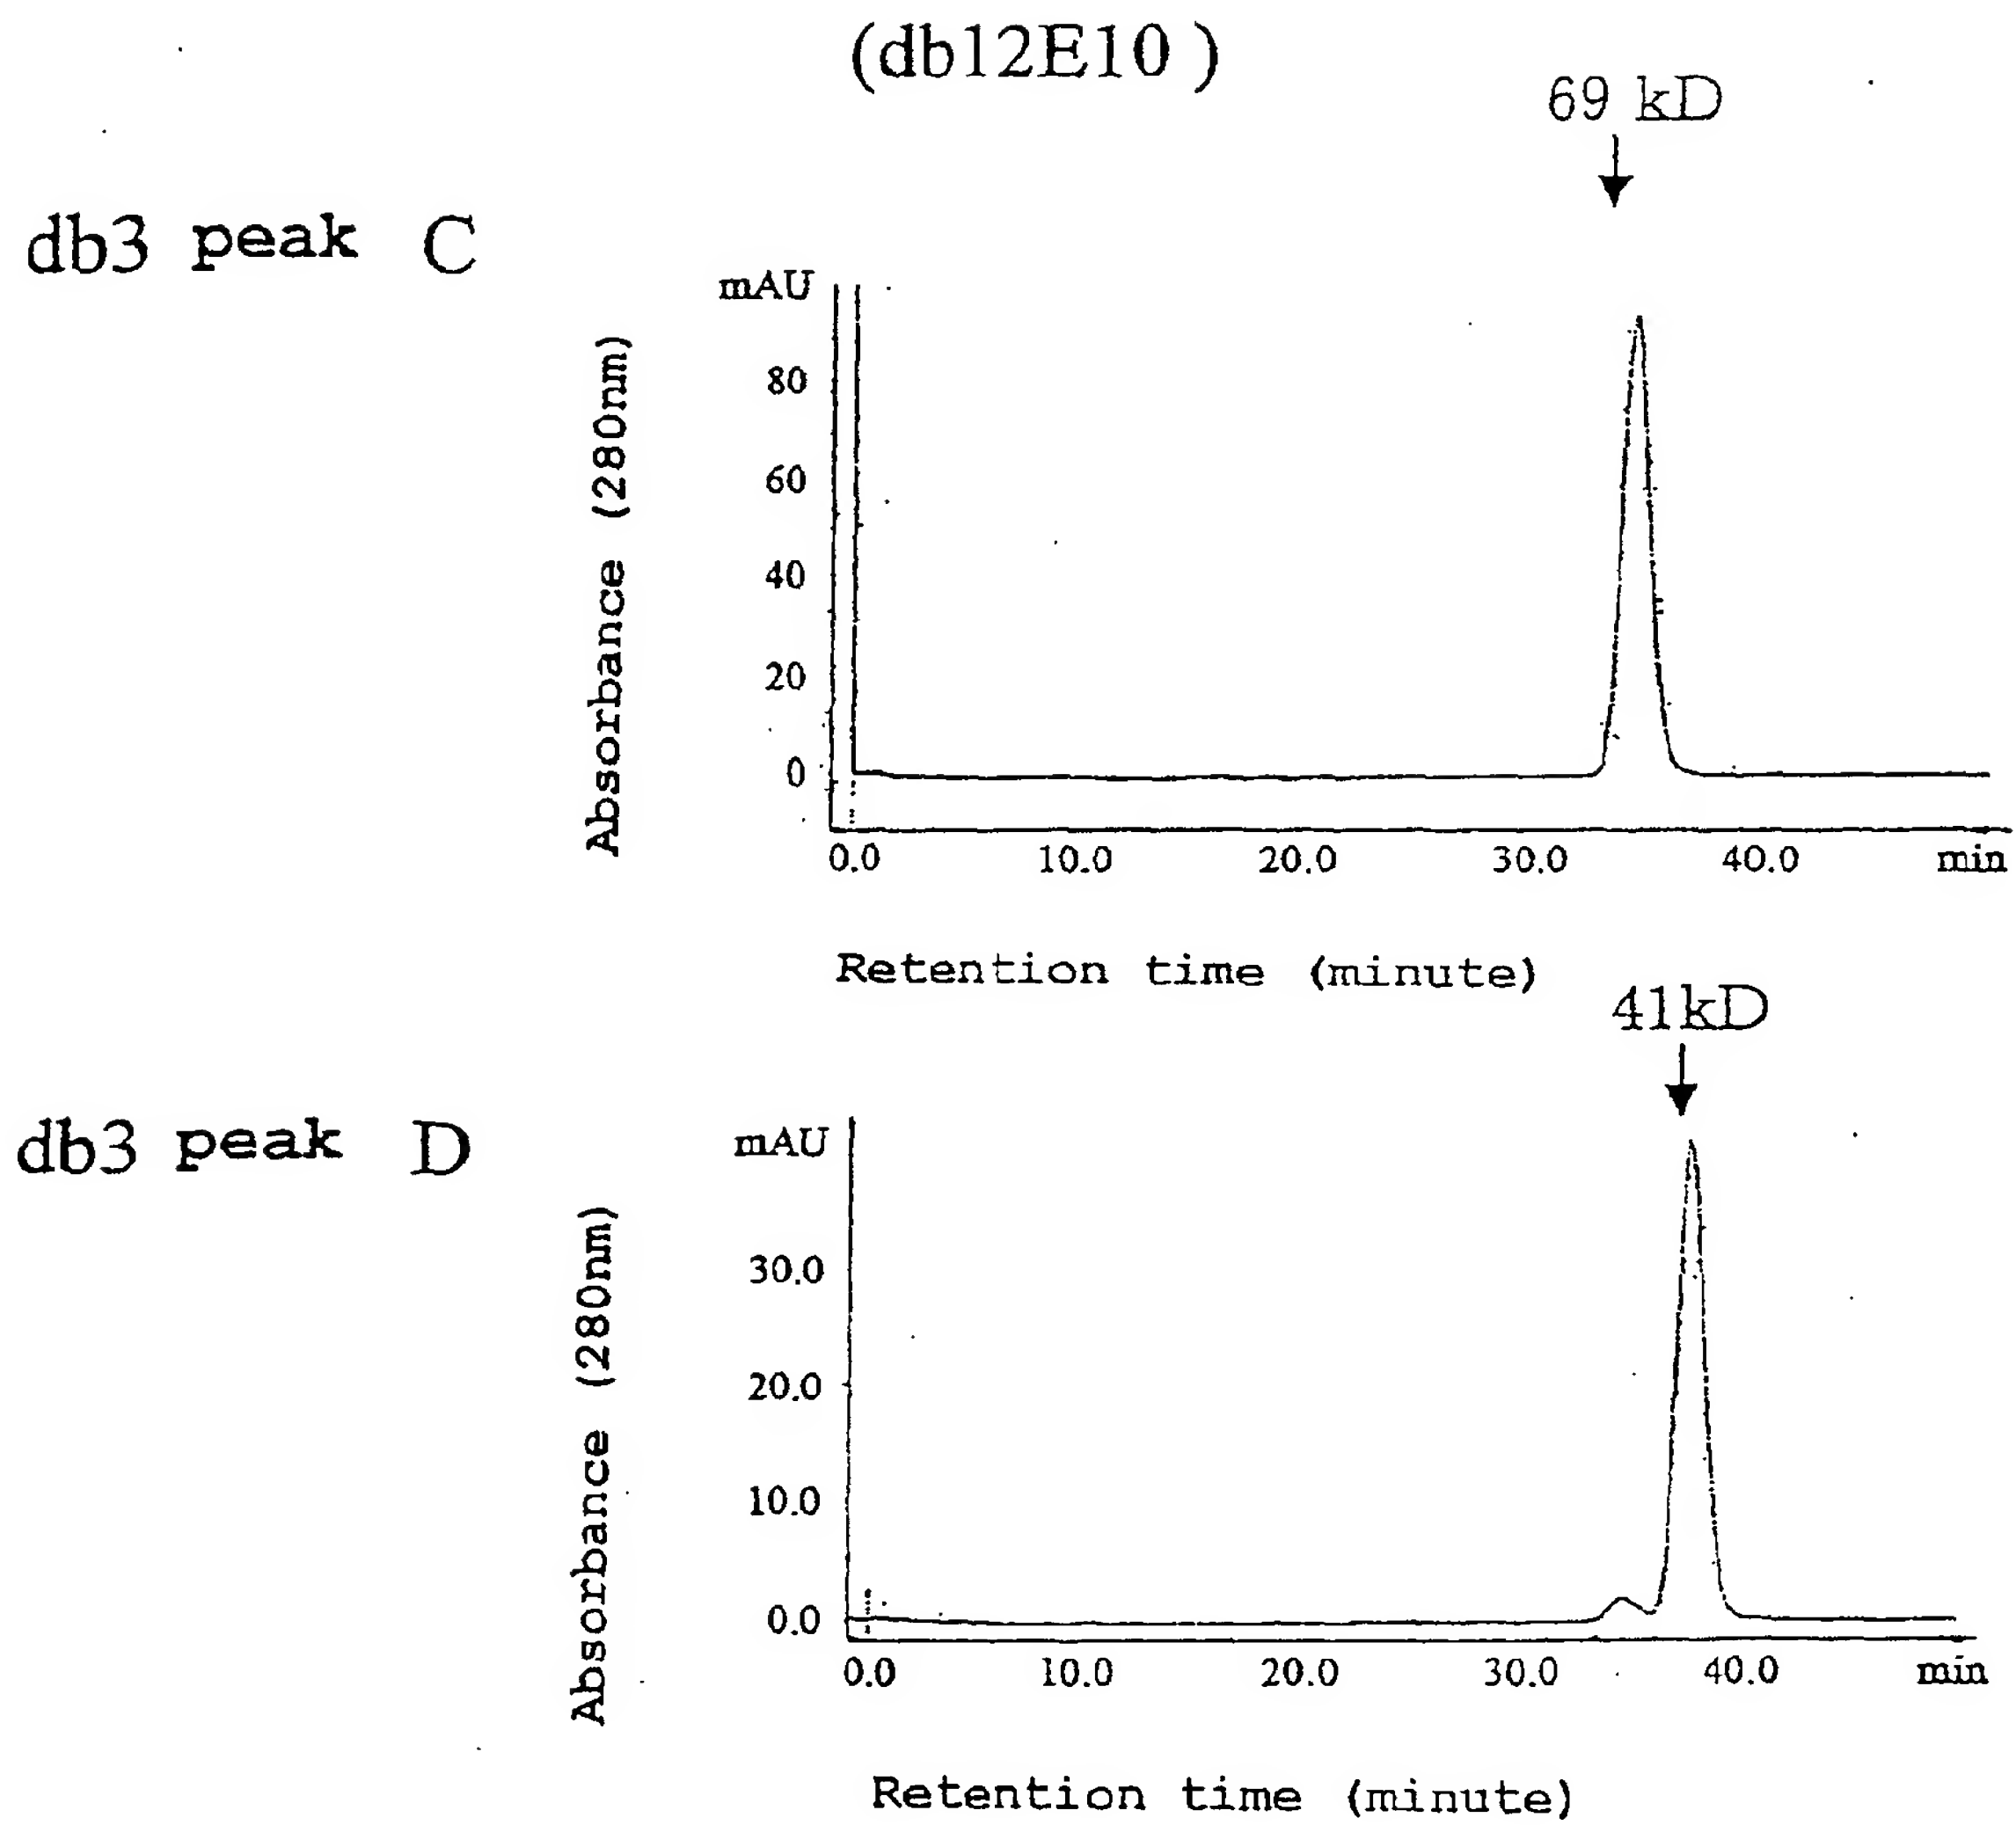 (db12E10 )
69 kD
db3 peak C
mAU
80
60
40
20
0
Absorbance (280nm)
0.0 10.0 20.0 30.0 40.0 min
Retention time (minute)
41kD
db3 peak D
mAU
30.0
20.0
10.0
0.0
Absorbance (280nm)
0.0 10.0 20.0 30.0 40.0 min
Retention time (minute)